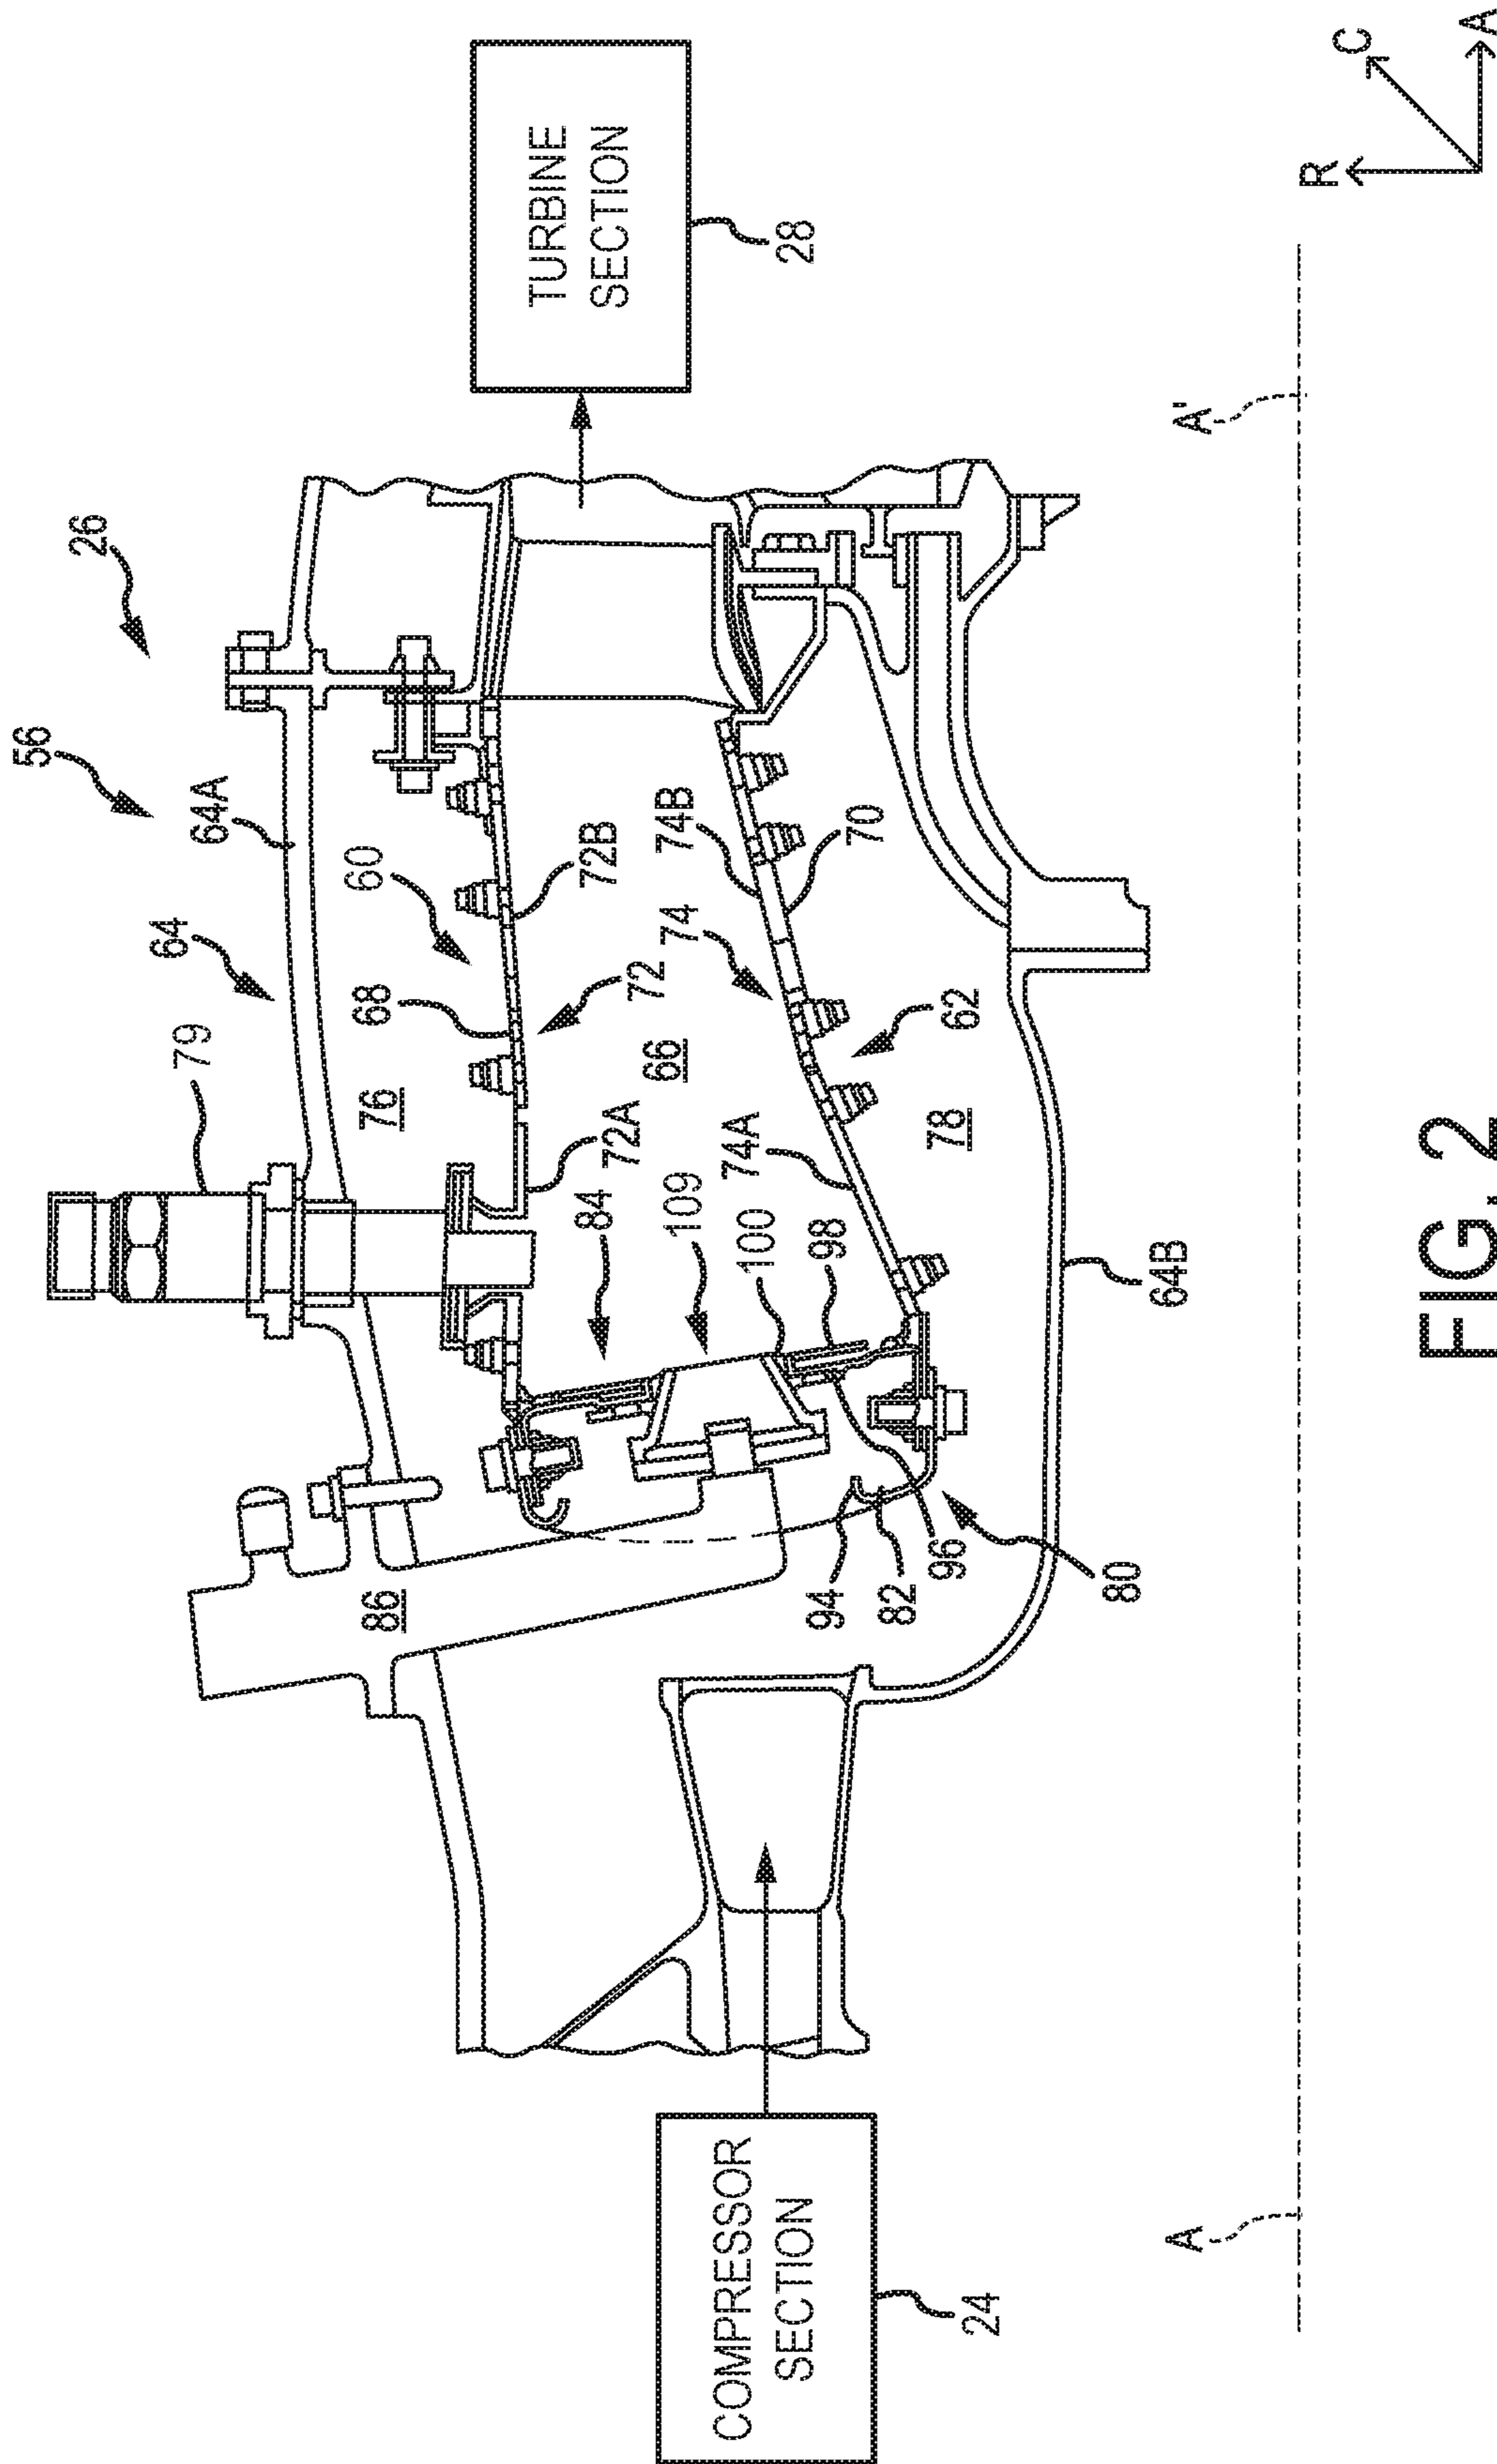 26
56
64
64A
79
60
68
76
72
72B
66
72A
84
109
100
98
74A
74
74B
70
62
78
64B
86
94
82
96
80
TURBINE
SECTION
28
COMPRESSOR
SECTION
24
A
A'
R
C
A
FIG. 2